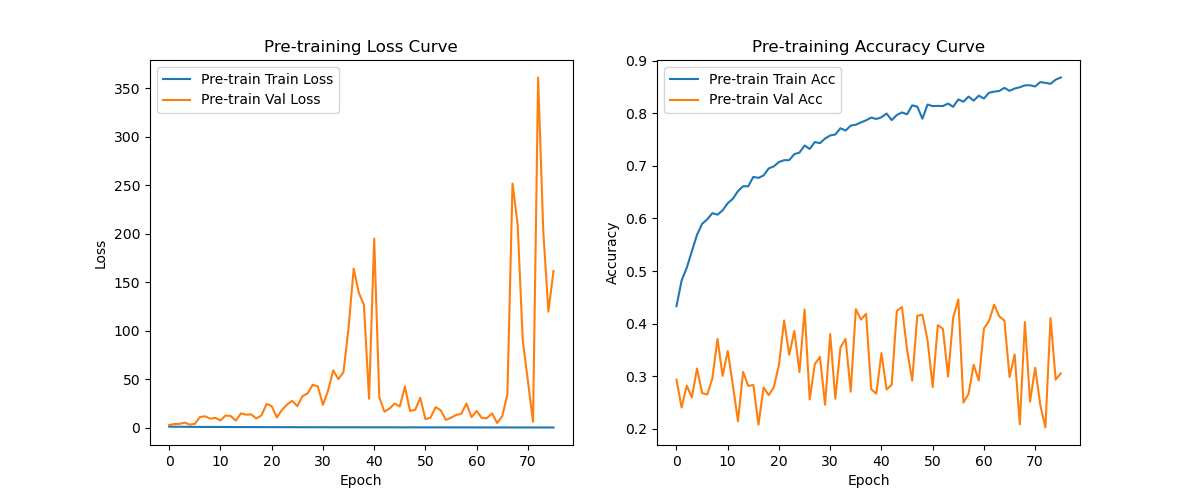 Pre-training Loss Curve
Pre-train Train Loss
Pre-train Val Loss
350
300
250
200
150
100
50
0
Loss
0 10 20 30 40 50 60 70
Epoch
Pre-training Accuracy Curve
Pre-train Train Acc
Pre-train Val Acc
0.9
0.8
0.7
0.6
0.5
0.4
0.3
0.2
Accuracy
0 10 20 30 40 50 60 70
Epoch